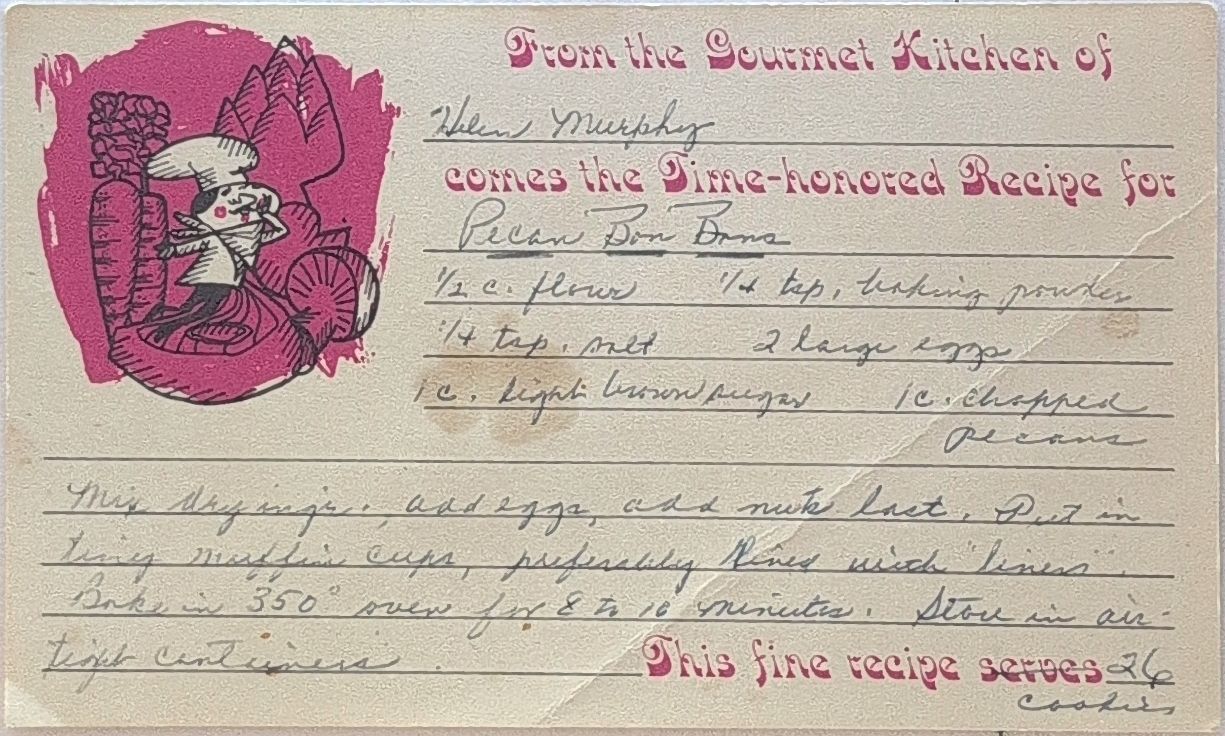 From the Gourmet Kitchen of
Helen Murphy
comes the Time-honored Recipe for
Pecan Bon Bons
1/2 c. flour 1/4 tsp. baking powder
1/4 tsp. salt 2 large eggs
1 c. light brown sugar 1 c. chopped
pecans
Mix dry ingr., add eggs, add nuts last. Put in
tiny muffin cups, preferably lined with "liners".
Bake in 350° oven for 8 to 10 minutes. Store in air-
tight containers.
This fine recipe serves 26
cookies